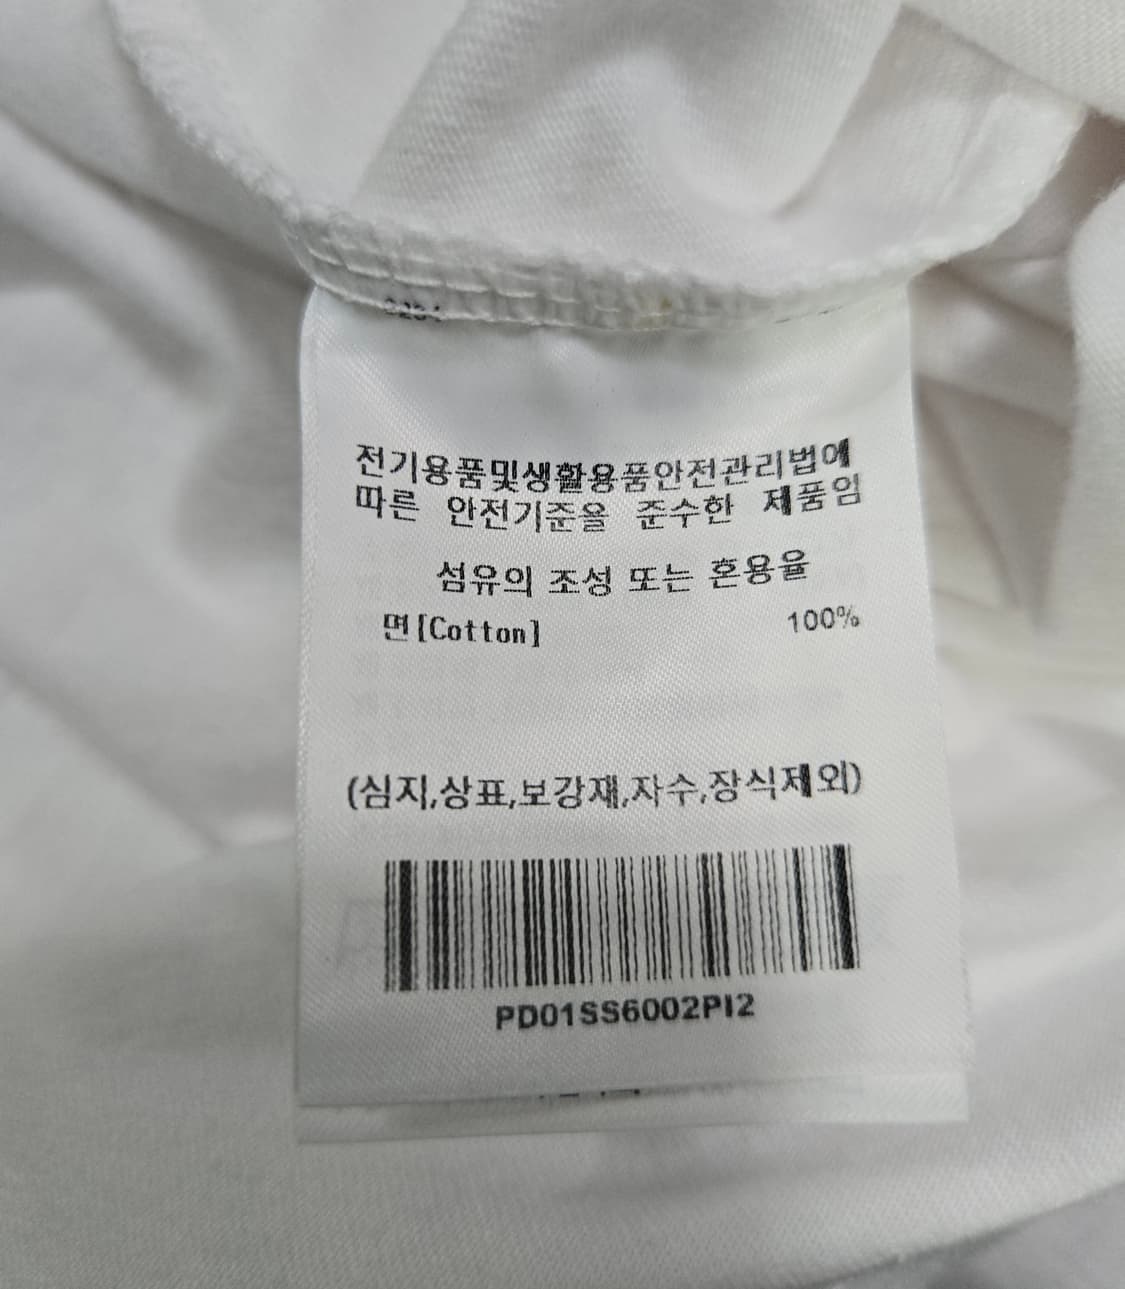 전기용품및생활용품안전관리법에
따른 안전기준을 준수한 제품임
섬유의 조성 또는 혼용율
면[Cotton] 100%
(심지,상표,보강재,자수,장식제외)
PD01SS6002PI2